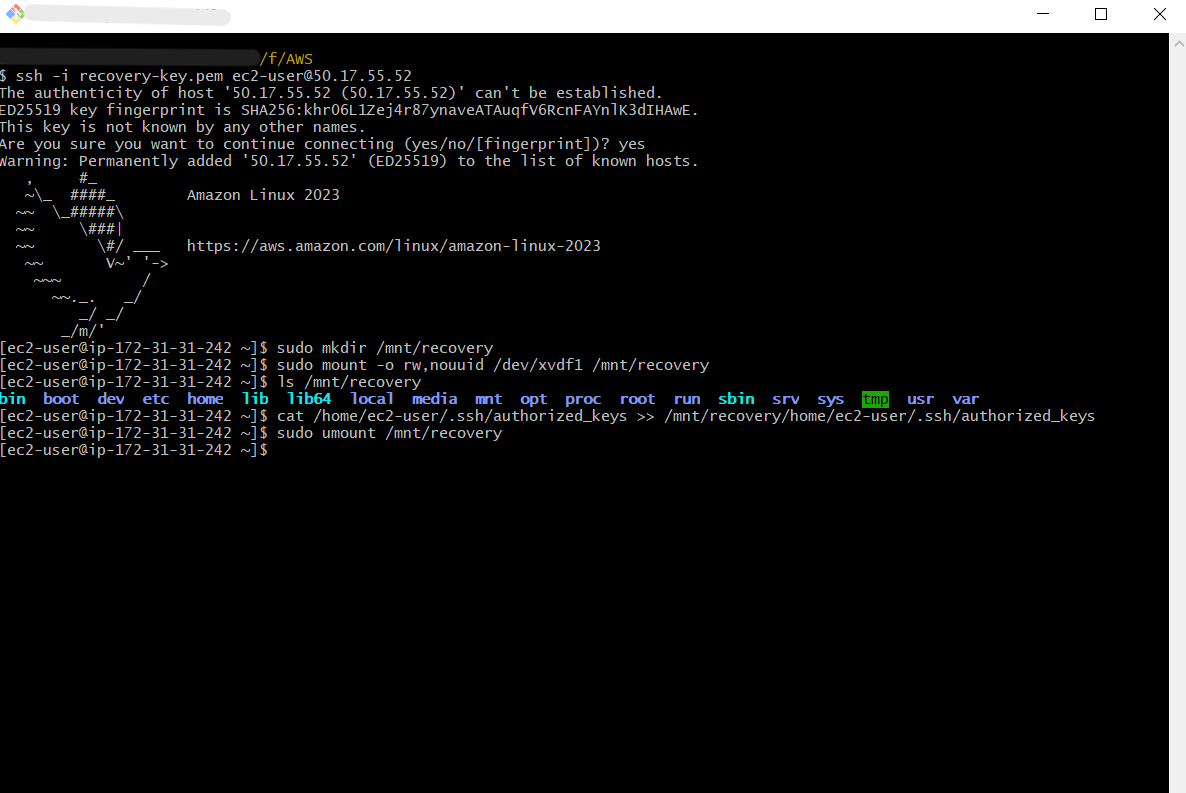 /f/AWS
$ ssh -i recovery-key.pem ec2-user@50.17.55.52
The authenticity of host '50.17.55.52 (50.17.55.52)' can't be established.
ED25519 key fingerprint is SHA256:khrO6L1Zej4r87ynaveATAuqfV6RcnFAYnlK3dIHAwE.
This key is not known by any other names.
Are you sure you want to continue connecting (yes/no/[fingerprint])? yes
Warning: Permanently added '50.17.55.52' (ED25519) to the list of known hosts.
   ,     #_
   ~\_  ####_        Amazon Linux 2023
  ~~  \_#####\
  ~~     \###|
  ~~       \#/ ___   https://aws.amazon.com/linux/amazon-linux-2023
   ~~       V~' '->
    ~~~         /
      ~~._.   _/
         _/ _/
       _/m/'
[ec2-user@ip-172-31-31-242 ~]$ sudo mkdir /mnt/recovery
[ec2-user@ip-172-31-31-242 ~]$ sudo mount -o rw,nouuid /dev/xvdf1 /mnt/recovery
[ec2-user@ip-172-31-31-242 ~]$ ls /mnt/recovery
bin  boot  dev  etc  home  lib  lib64  local  media  mnt  opt  proc  root  run  sbin  srv  sys  tmp  usr  var
[ec2-user@ip-172-31-31-242 ~]$ cat /home/ec2-user/.ssh/authorized_keys >> /mnt/recovery/home/ec2-user/.ssh/authorized_keys
[ec2-user@ip-172-31-31-242 ~]$ sudo umount /mnt/recovery
[ec2-user@ip-172-31-31-242 ~]$